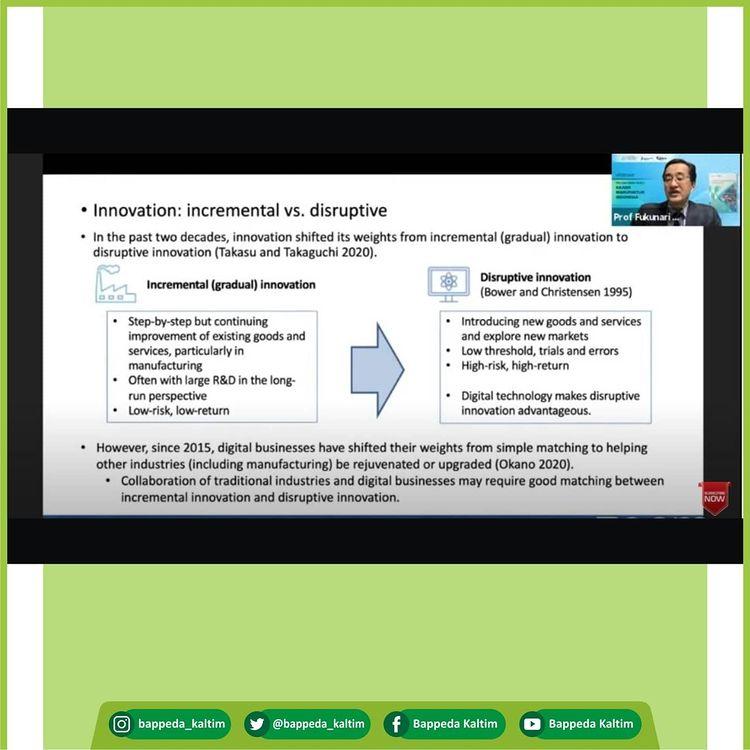 • Innovation: incremental vs. disruptive
Prof Fukunari ...
• In the past two decades, innovation shifted its weights from incremental (gradual) innovation to
disruptive innovation (Takasu and Takaguchi 2020).
Incremental (gradual) innovation
• Step-by-step but continuing
improvement of existing goods and
services, particularly in
manufacturing
• Often with large R&D in the long-
run perspective
• Low-risk, low-return
Disruptive innovation
(Bower and Christensen 1995)
• Introducing new goods and services
and explore new markets
• Low threshold, trials and errors
• High-risk, high-return
• Digital technology makes disruptive
innovation advantageous.
• However, since 2015, digital businesses have shifted their weights from simple matching to helping
other industries (including manufacturing) be rejuvenated or upgraded (Okano 2020).
• Collaboration of traditional industries and digital businesses may require good matching between
incremental innovation and disruptive innovation.
SUBSCRIBE
NOW
bappeda_kaltim
@bappeda_kaltim
Bappeda Kaltim
Bappeda Kaltim